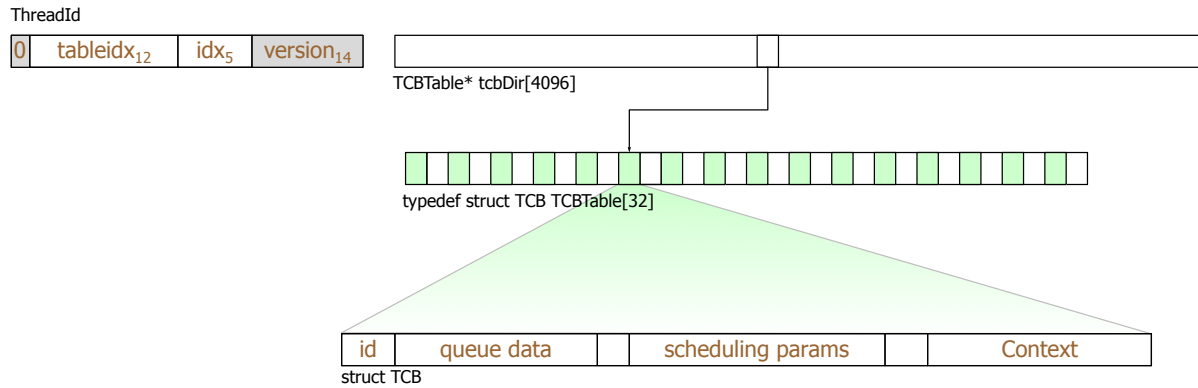 ThreadId
0 tableidx₁₂ idx₅ version₁₄
TCBTable* tcbDir[4096]
typedef struct TCB TCBTable[32]
id queue data scheduling params Context
struct TCB